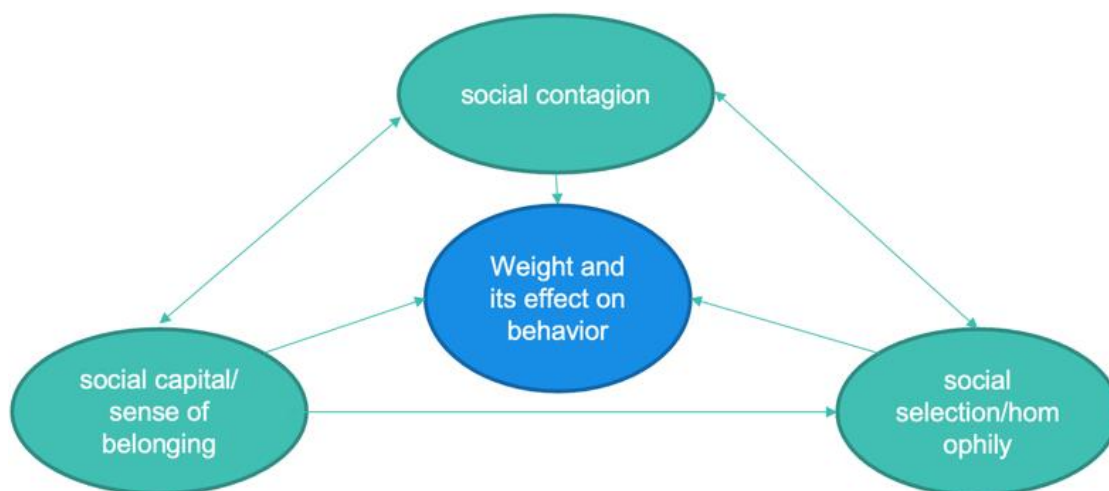 social contagion
Weight and
its effect on
behavior
social capital/
sense of
belonging
social
selection/hom
ophily